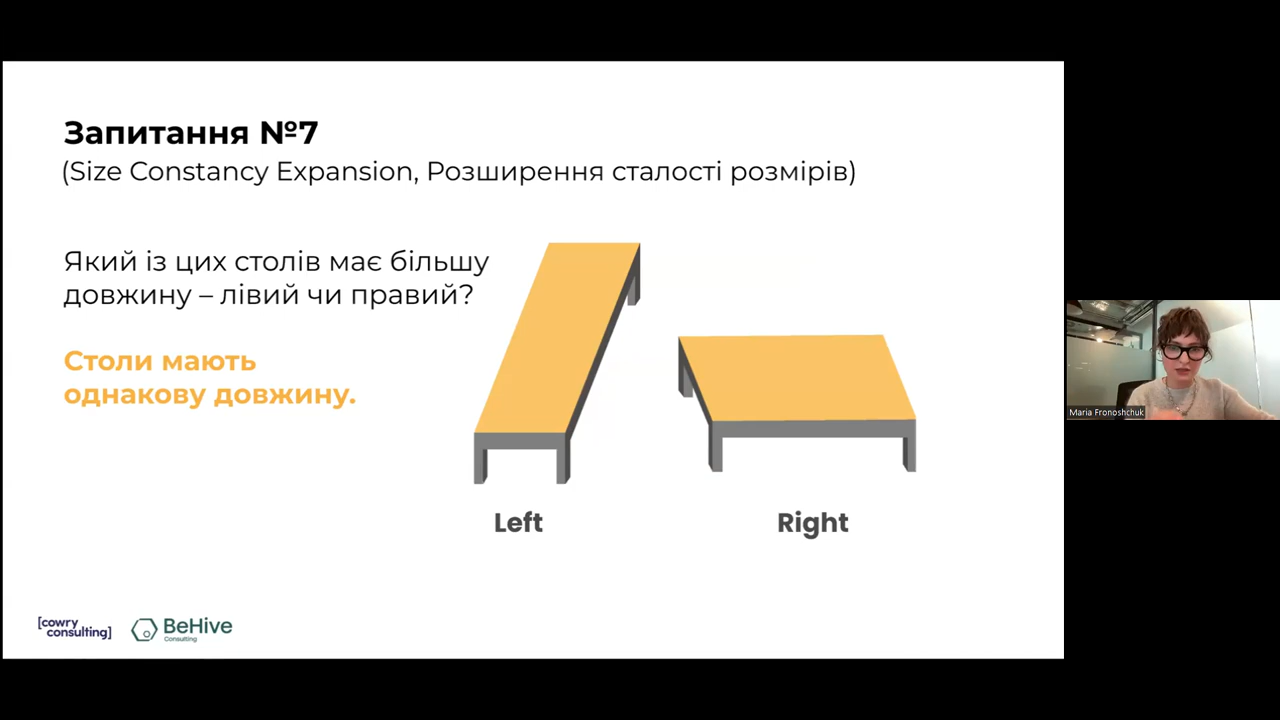 Запитання №7
(Size Constancy Expansion, Розширення сталості розмірів)
Який із цих столів має більшу
довжину – лівий чи правий?
Столи мають
однакову довжину.
Left
Right
[cowry
consulting]
BeHive
Consulting
Maria Fronoshchuk